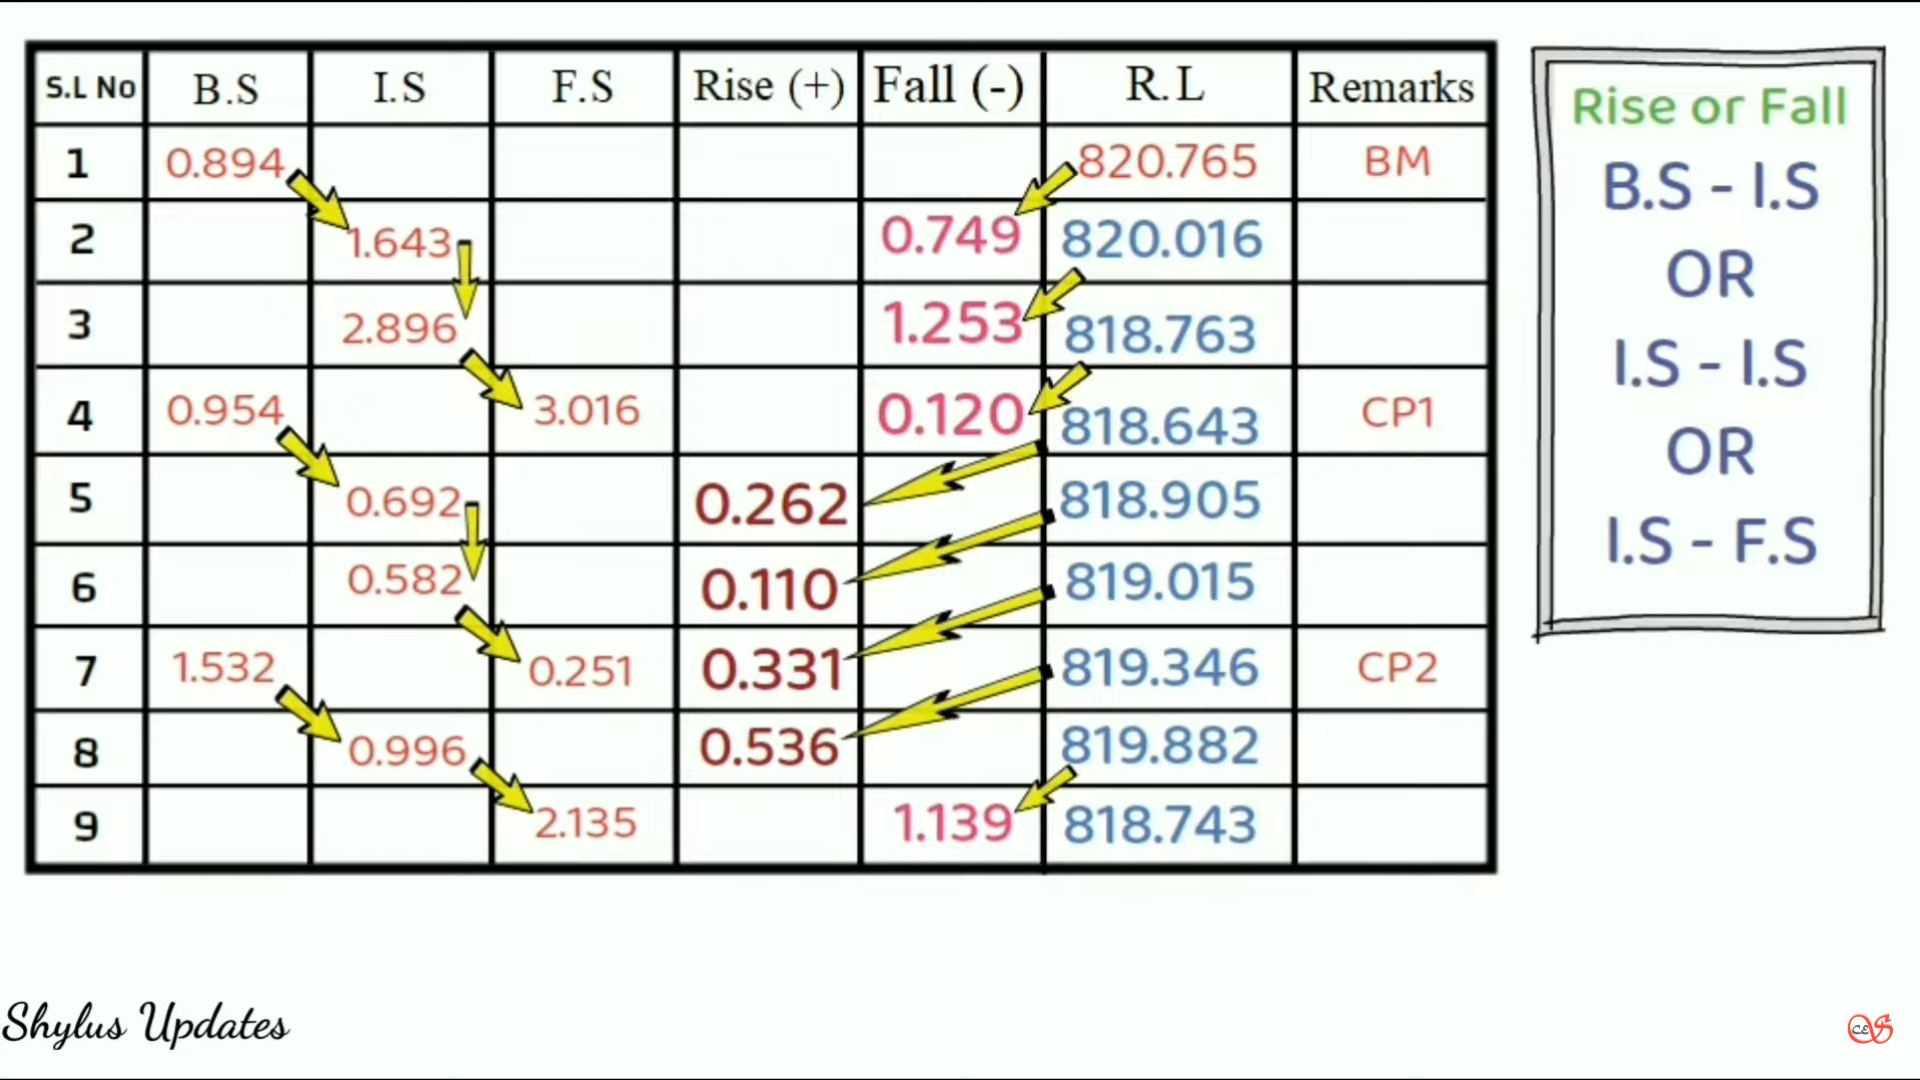 S.L No B.S I.S F.S Rise (+) Fall (-) R.L Remarks
1 0.894 820.765 BM
2 1.643 0.749 820.016
3 2.896 1.253 818.763
4 0.954 3.016 0.120 818.643 CP1
5 0.692 0.262 818.905
6 0.582 0.110 819.015
7 1.532 0.251 0.331 819.346 CP2
8 0.996 0.536 819.882
9 2.135 1.139 818.743
Rise or Fall
B.S - I.S
OR
I.S - I.S
OR
I.S - F.S
Shylus Updates
CES